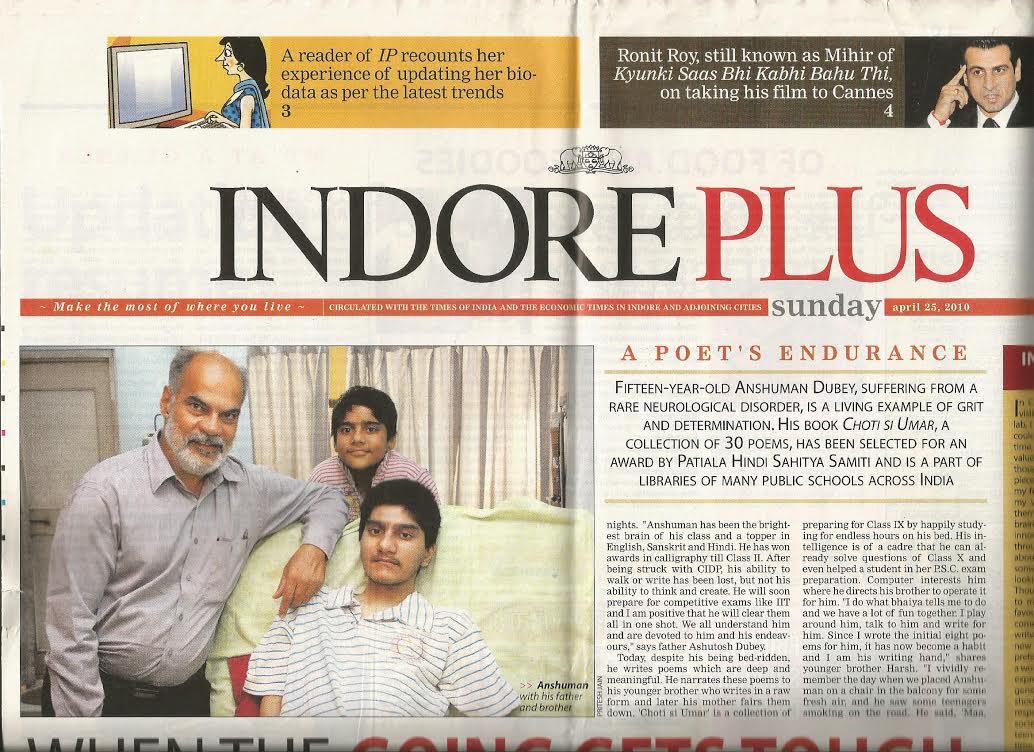 A reader of IP recounts her
experience of updating her bio-
data as per the latest trends
3
Ronit Roy, still known as Mihir of
Kyunki Saas Bhi Kabhi Bahu Thi,
on taking his film to Cannes
4
INDORE PLUS
~ Make the most of where you live ~
CIRCULATED WITH THE TIMES OF INDIA AND THE ECONOMIC TIMES IN INDORE AND ADJOINING CITIES
sunday
april 25, 2010
A POET'S ENDURANCE
FIFTEEN-YEAR-OLD ANSHUMAN DUBEY, SUFFERING FROM A
RARE NEUROLOGICAL DISORDER, IS A LIVING EXAMPLE OF GRIT
AND DETERMINATION. HIS BOOK CHOTI SI UMAR, A
COLLECTION OF 30 POEMS, HAS BEEN SELECTED FOR AN
AWARD BY PATIALA HINDI SAHITYA SAMITI AND IS A PART OF
LIBRARIES OF MANY PUBLIC SCHOOLS ACROSS INDIA
>> Anshuman
with his father
and brother
PRITESH JAIN
nights. "Anshuman has been the bright-
est brain of his class and a topper in
English, Sanskrit and Hindi. He has won
awards in calligraphy till Class II. After
being struck with CIDP, his ability to
walk or write has been lost, but not his
ability to think and create. He will soon
prepare for competitive exams like IIT
and I am positive that he will clear them
all in one shot. We all understand him
and are devoted to him and his endeav-
ours," says father Ashutosh Dubey.
Today, despite his being bed-ridden,
he writes poems which are deep and
meaningful. He narrates these poems to
his younger brother who writes in a raw
form and later his mother fairs them
down. 'Choti si Umar' is a collection of
preparing for Class IX by happily study-
ing for endless hours on his bed. His in-
telligence is of a cadre that he can al-
ready solve questions of Class X and
even helped a student in her P.S.C. exam
preparation. Computer interests him
where he directs his brother to operate it
for him. "I do what bhaiya tells me to do
and we have a lot of fun together. I play
around him, talk to him and write for
him. Since I wrote the initial eight po-
ems for him, it has now become a habit
and I am his writing hand," shares
younger brother Harsh. "I vividly re-
member the day when we placed Anshu-
man on a chair in the balcony for some
fresh air, and he saw some teenagers
smoking on the road. He said, 'Man,
WHEN THE GOING GETS TOUGH